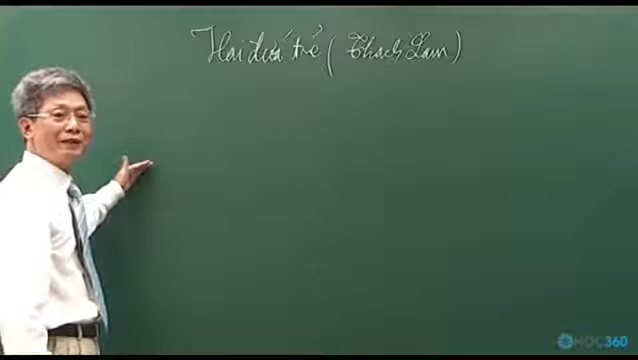 Hai đứa trẻ ( Thạch Lam )
HOC360